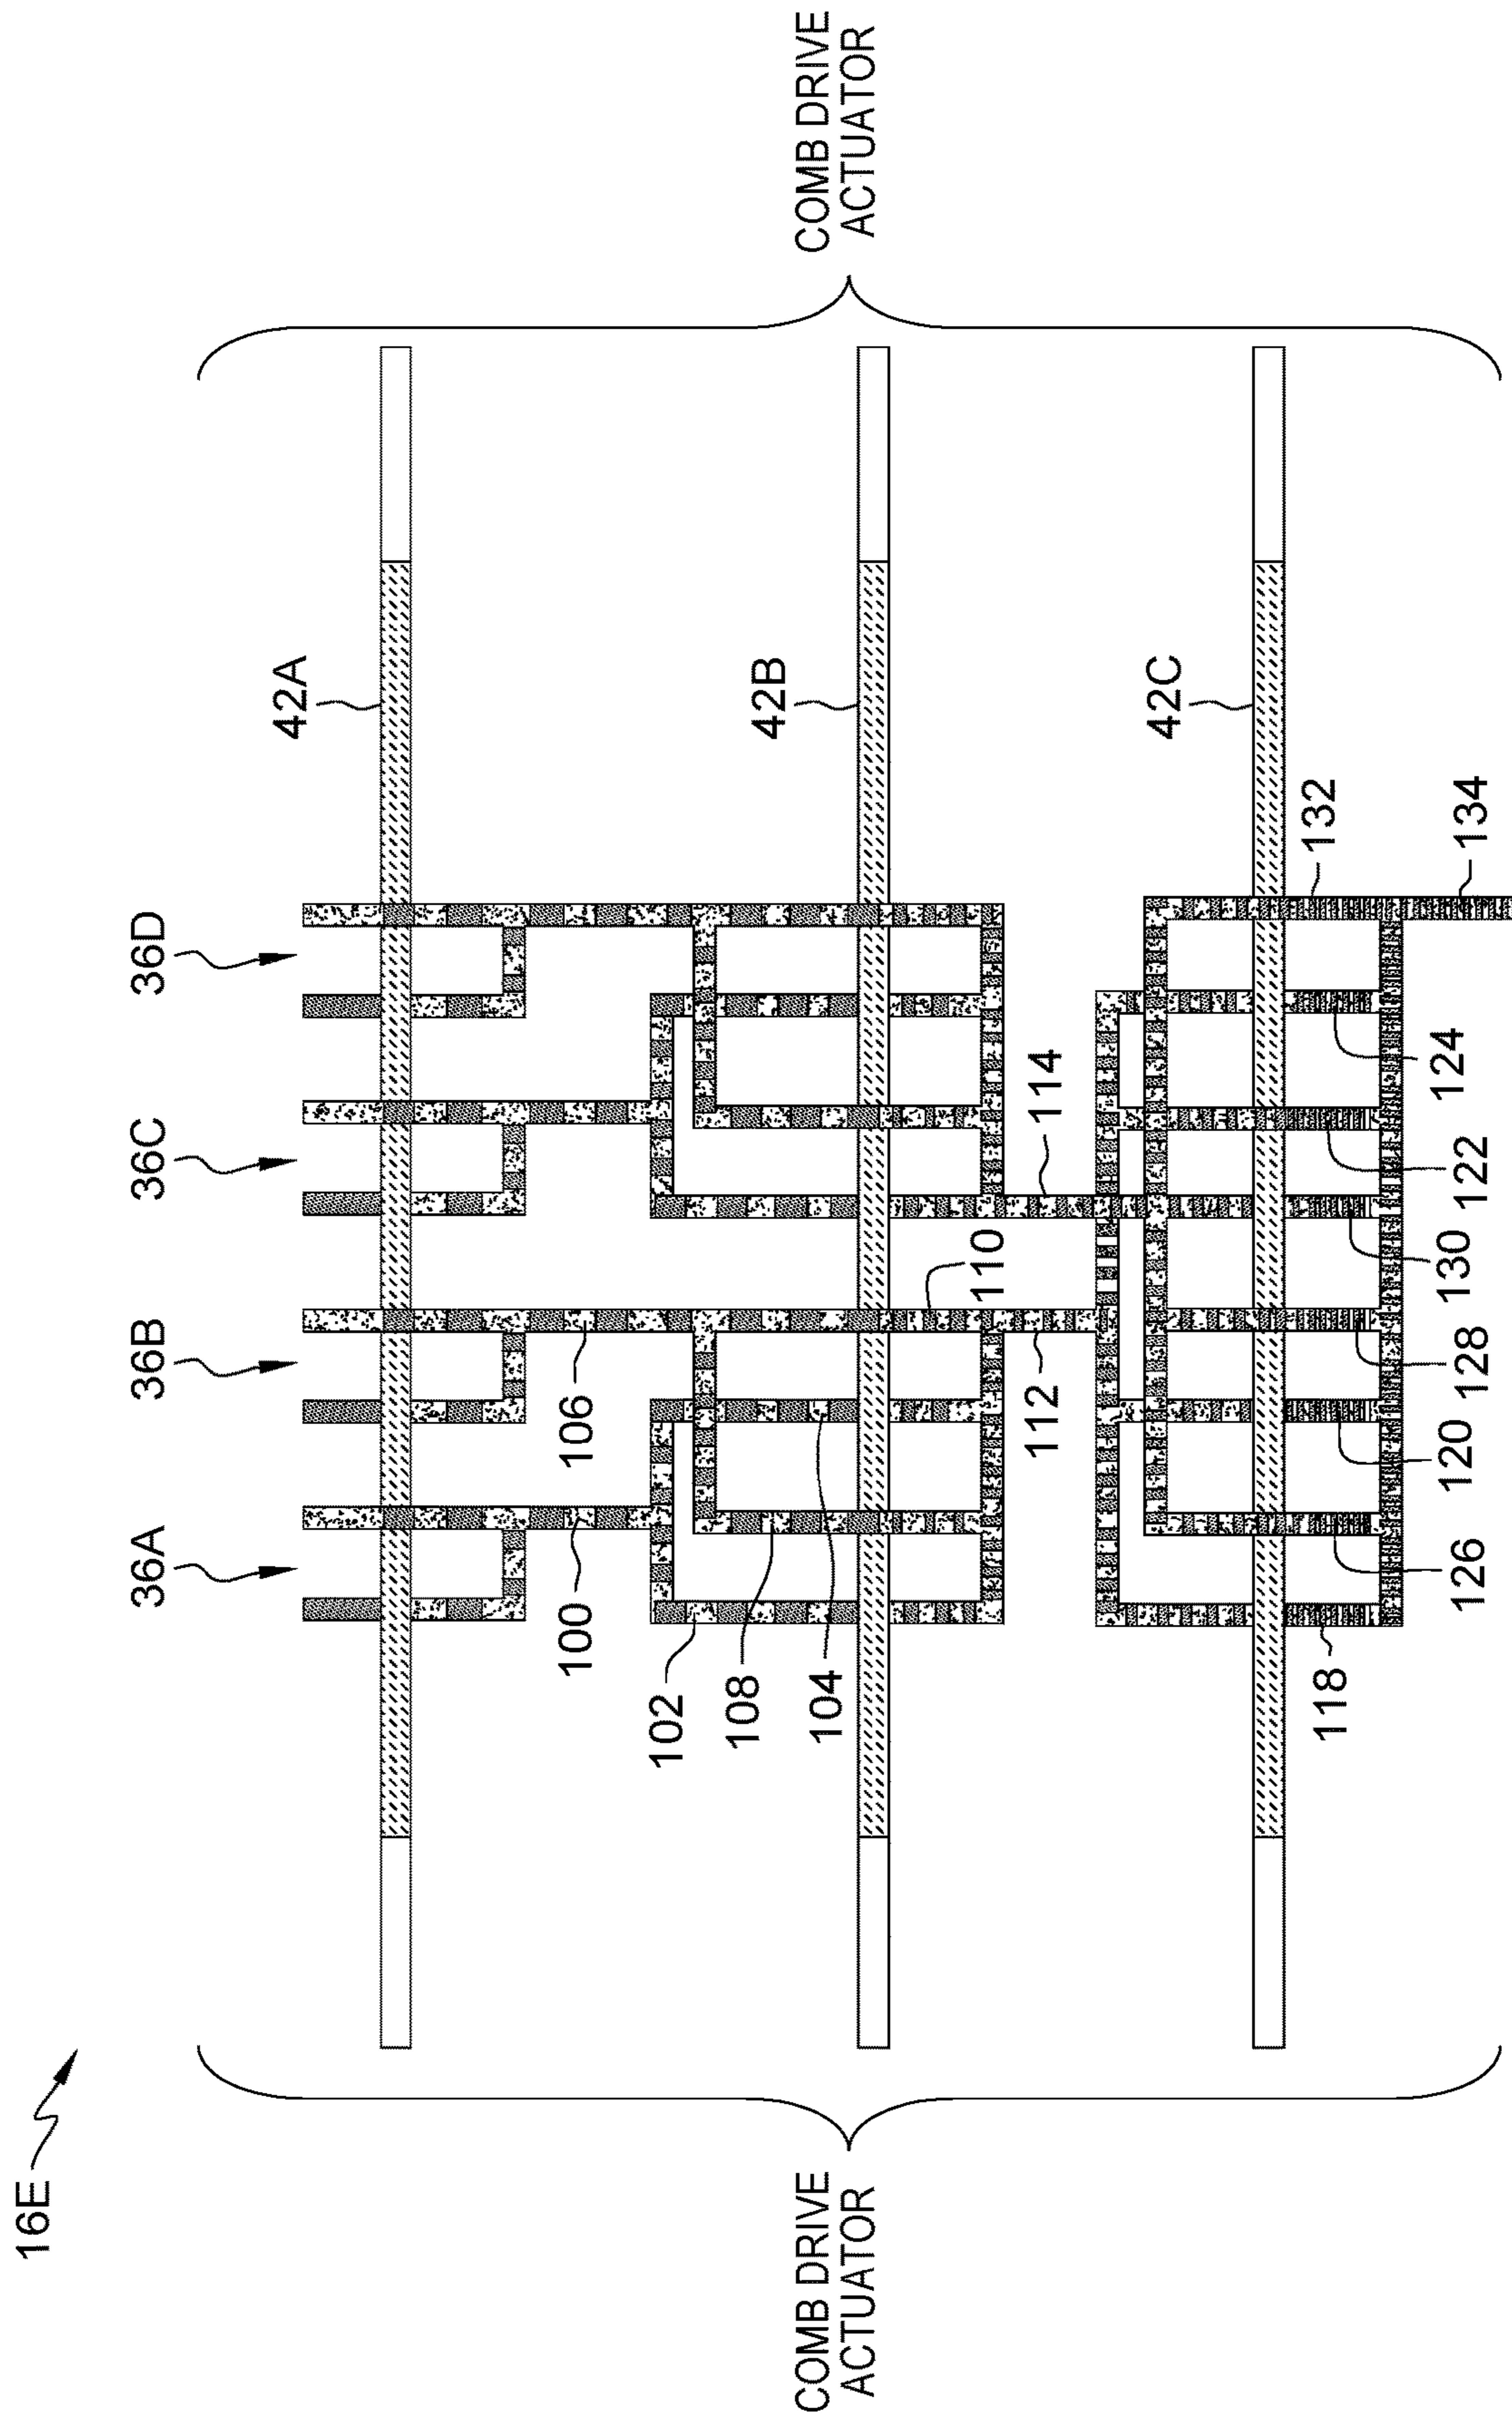 16E
36A
36B
36C
36D
42A
42B
42C
100
102
104
106
108
110
112
114
118
120
122
124
126
128
130
132
134
COMB DRIVE
ACTUATOR
COMB DRIVE
ACTUATOR